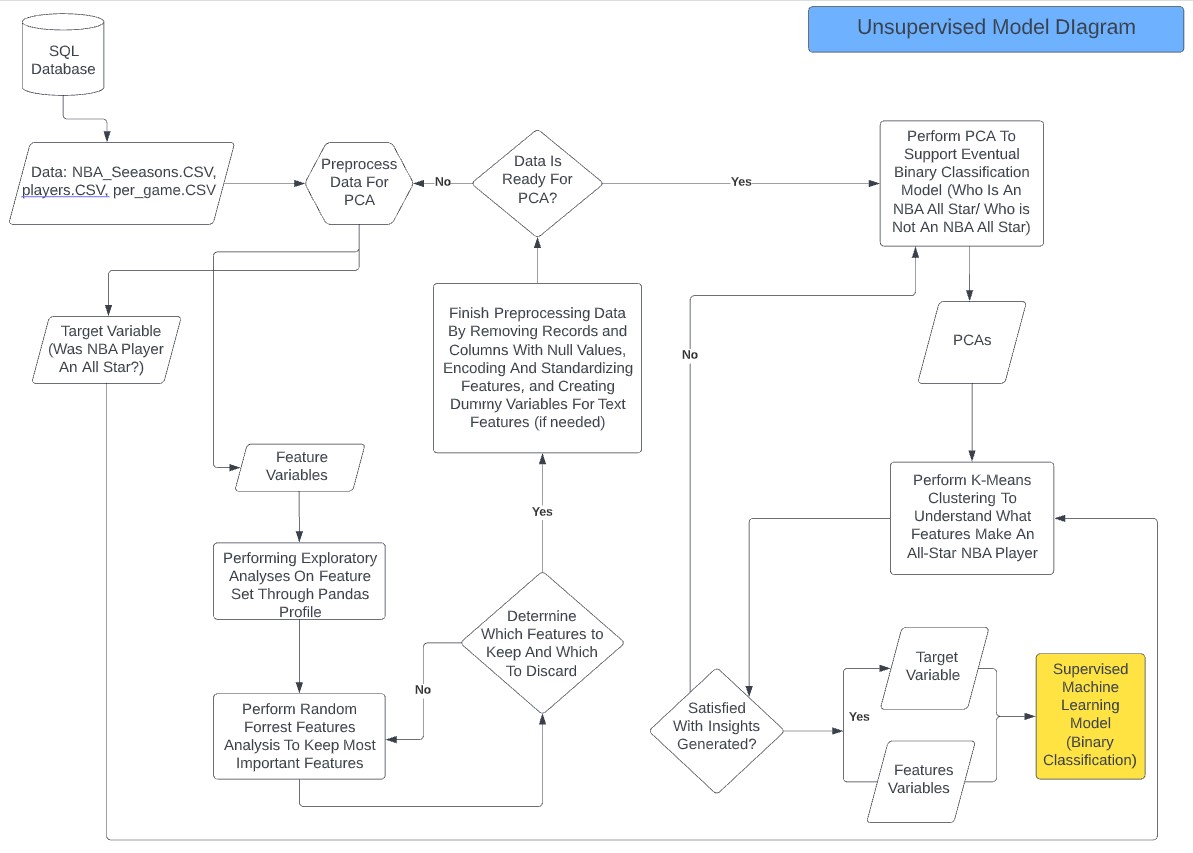 Unsupervised Model DIagram
SQL
Database
Data: NBA_Seeasons.CSV,
players.CSV, per_game.CSV
Preprocess
Data For
PCA
No
Data Is
Ready For
PCA?
Yes
Perform PCA To
Support Eventual
Binary Classification
Model (Who Is An
NBA All Star/ Who is
Not An NBA All Star)
Target Variable
(Was NBA Player
An All Star?)
Finish Preprocessing Data
By Removing Records and
Columns With Null Values,
Encoding And Standardizing
Features, and Creating
Dummy Variables For Text
Features (if needed)
No
PCAs
Feature
Variables
Yes
Perform K-Means
Clustering To
Understand What
Features Make An
All-Star NBA Player
Performing Exploratory
Analyses On Feature
Set Through Pandas
Profile
Determine
Which Features to
Keep And Which
To Discard
No
Perform Random
Forrest Features
Analysis To Keep Most
Important Features
Satisfied
With Insights
Generated?
Yes
Target
Variable
Features
Variables
Supervised
Machine
Learning
Model
(Binary
Classification)